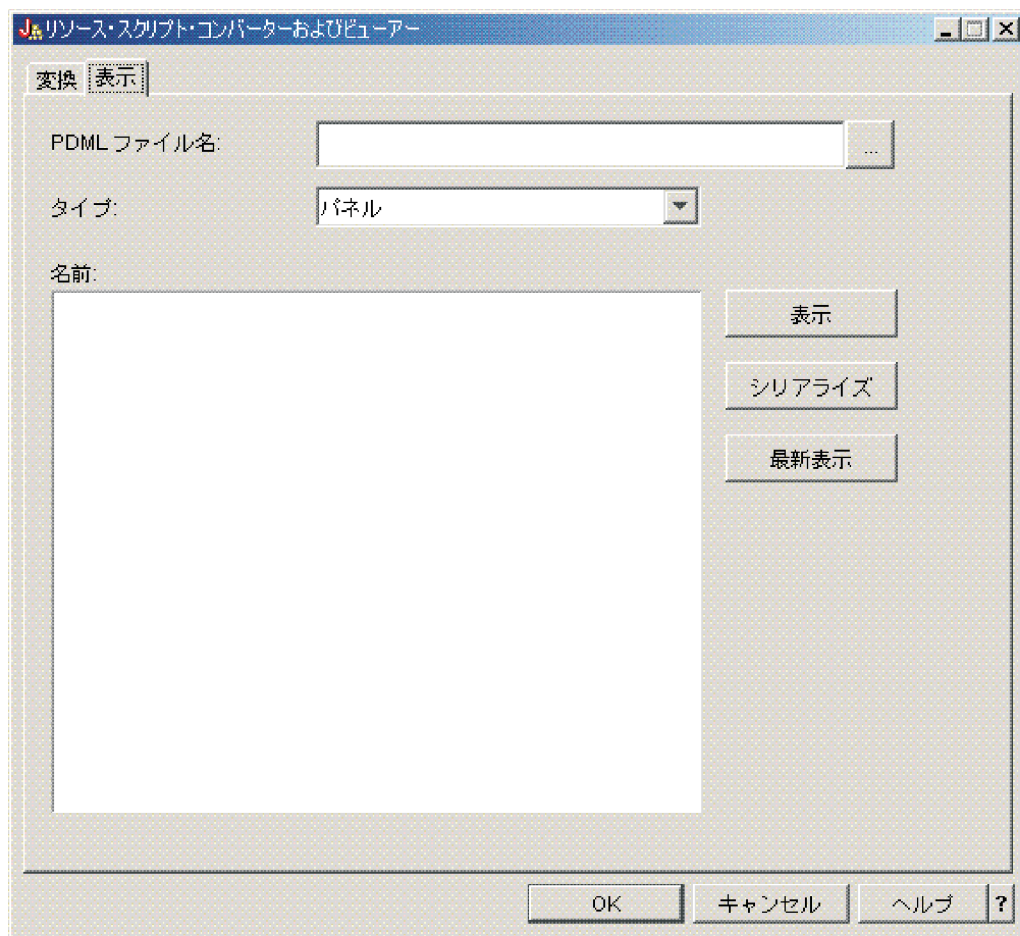 リソース・スクリプト・コンバーターおよびビューアー
変換 表示
PDML ファイル名: ...
タイプ: パネル
名前:
表示
シリアライズ
最新表示
OK キャンセル ヘルプ ?